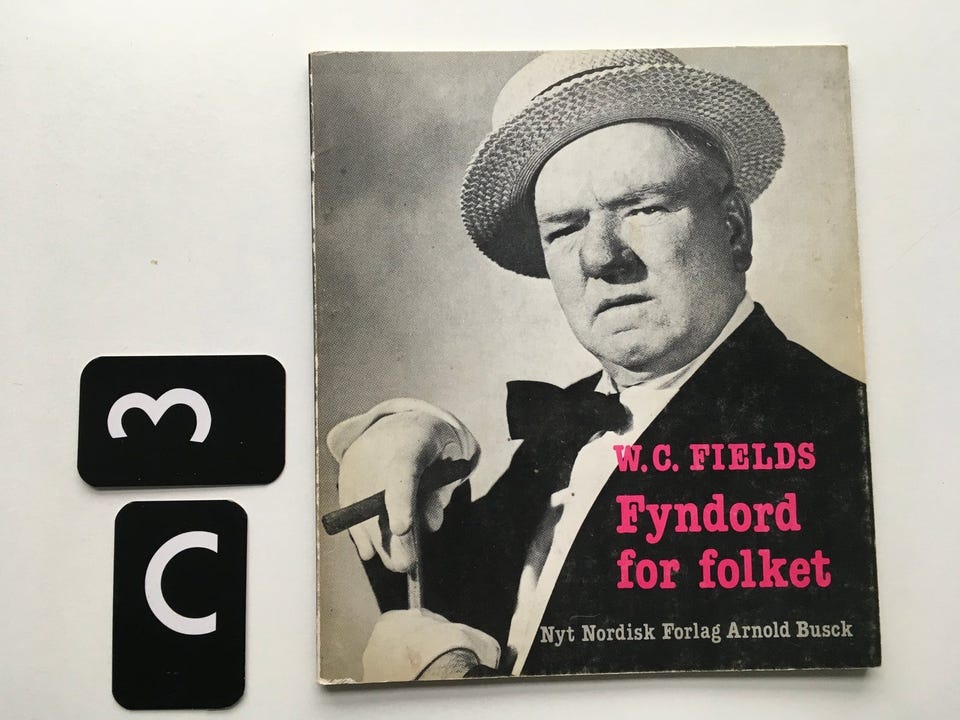 3
C
W.C. FIELDS
Fyndord
for folket
Nyt Nordisk Forlag Arnold Busck